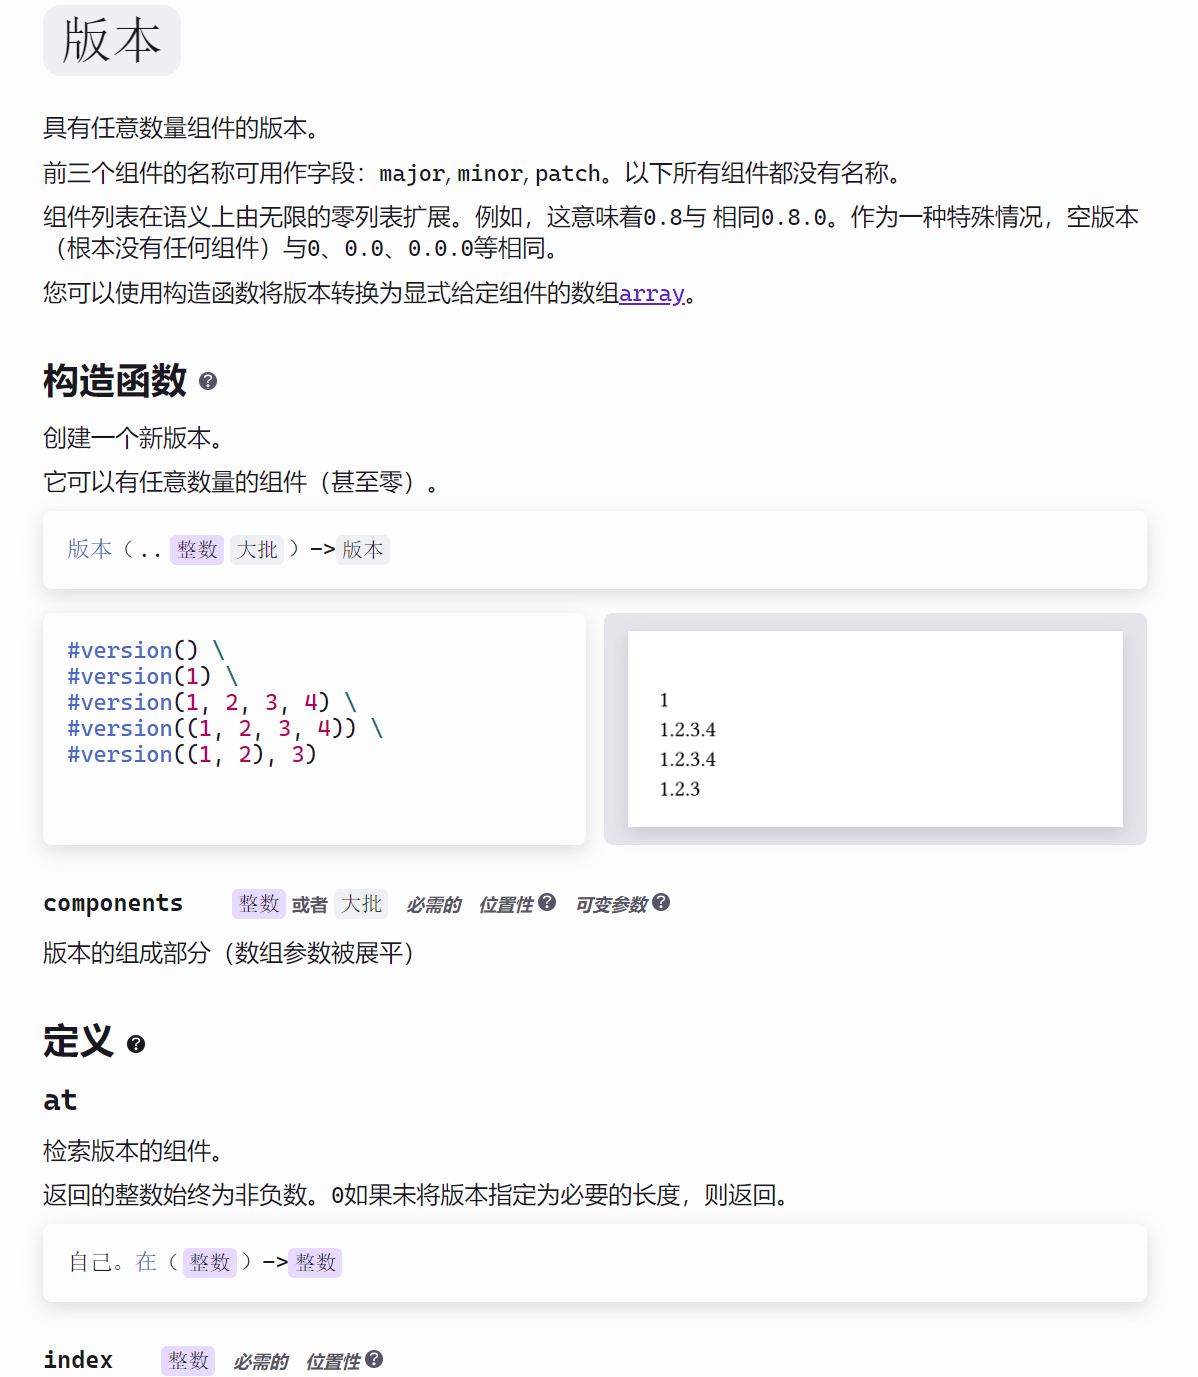 版本
具有任意数量组件的版本。
前三个组件的名称可用作字段：major, minor, patch。以下所有组件都没有名称。
组件列表在语义上由无限的零列表扩展。例如，这意味着0.8与 相同0.8.0。作为一种特殊情况，空版本
（根本没有任何组件）与0、0.0、0.0.0等相同。
您可以使用构造函数将版本转换为显式给定组件的数组array。
构造函数
创建一个新版本。
它可以有任意数量的组件（甚至零）。
版本（.. 整数 大批 ）->版本
#version() \
#version(1) \
#version(1, 2, 3, 4) \
#version((1, 2, 3, 4)) \
#version((1, 2), 3)
1
1.2.3.4
1.2.3.4
1.2.3
components 整数 或者 大批 必需的 位置性 可变参数
版本的组成部分（数组参数被展平）
定义
at
检索版本的组件。
返回的整数始终为非负数。0如果未将版本指定为必要的长度，则返回。
自己。在（ 整数 ）->整数
index 整数 必需的 位置性